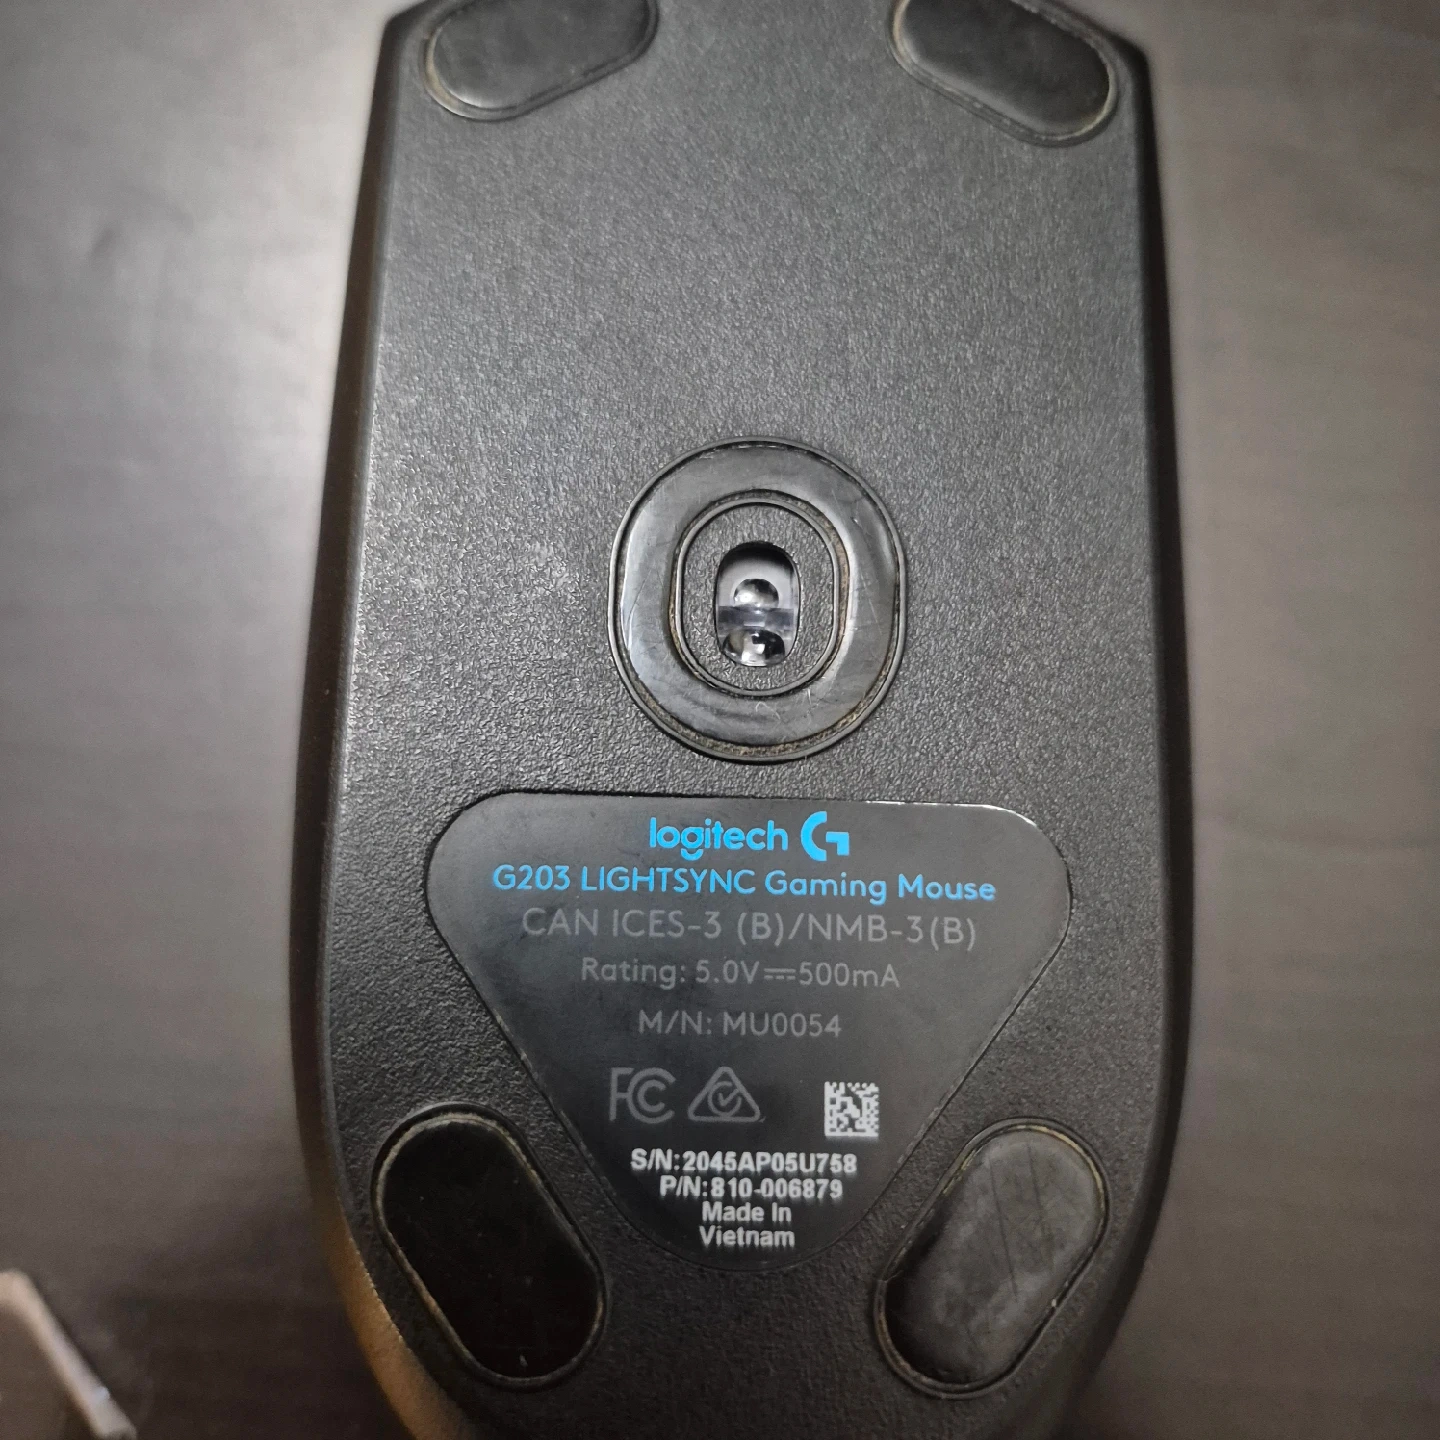 logitech G
G203 LIGHTSYNC Gaming Mouse
CAN ICES-3 (B)/NMB-3(B)
Rating: 5.0V⎓500mA
M/N: MU0054
FC
S/N:2045AP05U758
P/N:810-006879
Made In
Vietnam